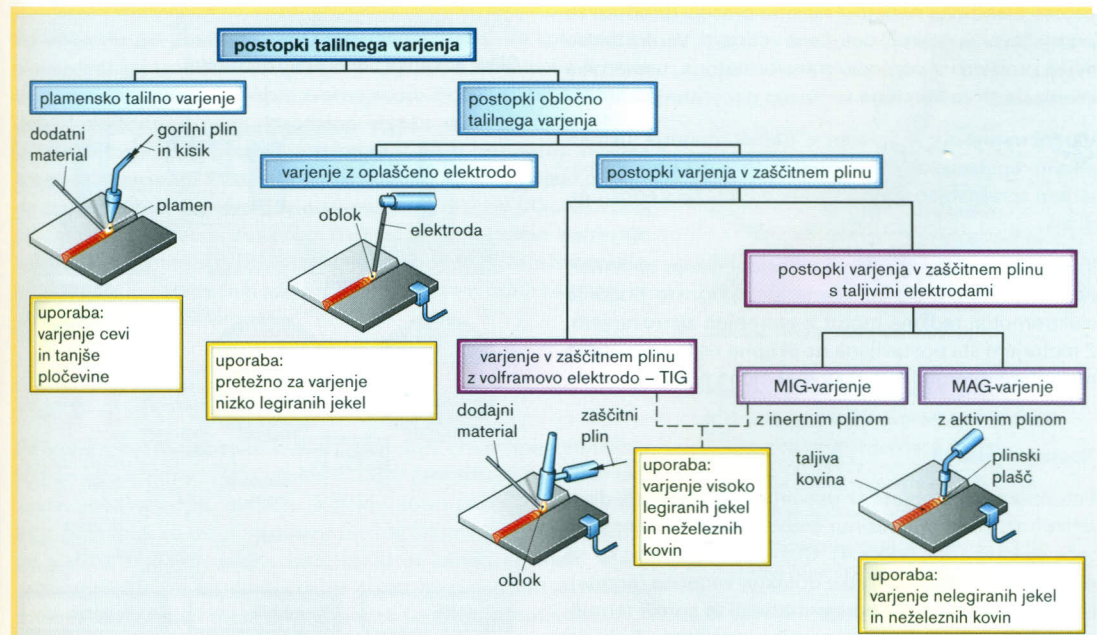 postopki talilnega varjenja
plamensko talilno varjenje
postopki obločno
talilnega varjenja
dodatni
material
gorilni plin
in kisik
plamen
varjenje z oplaščeno elektrodo
postopki varjenja v zaščitnem plinu
oblok
elektroda
postopki varjenja v zaščitnem plinu
s taljivimi elektrodami
uporaba:
varjenje cevi
in tanjše
pločevine
uporaba:
pretežno za varjenje
nizko legiranih jekel
varjenje v zaščitnem plinu
z volframovo elektrodo – TIG
MIG-varjenje
MAG-varjenje
z inertnim plinom
z aktivnim plinom
dodajni
material
zaščitni
plin
oblok
uporaba:
varjenje visoko
legiranih jekel
in neželeznih
kovin
taljiva
kovina
plinski
plašč
uporaba:
varjenje nelegiranih jekel
in neželeznih kovin